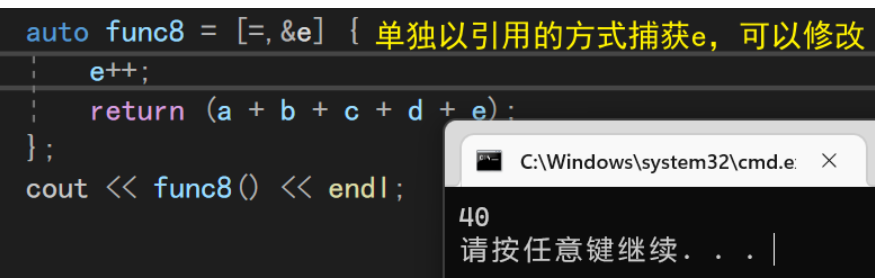 auto func8 = [=,&e] { 单独以引用的方式捕获e，可以修改
e++;
return (a + b + c + d + e);
};
cout << func8() << endl;
C:\Windows\system32\cmd.e:
40
请按任意键继续. . .